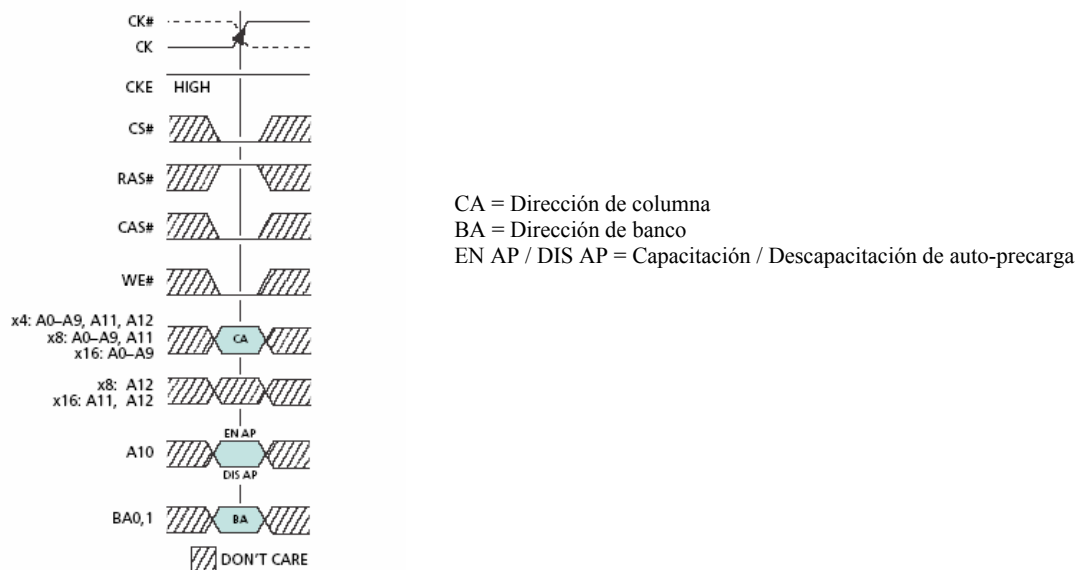 CK#
CK
CKE HIGH
CS#
RAS#
CAS#
WE#
x4: A0–A9, A11, A12
x8: A0–A9, A11
x16: A0–A9
CA
x8: A12
x16: A11, A12
EN AP
A10
DIS AP
BA0,1 BA
DON'T CARE
CA = Dirección de columna
BA = Dirección de banco
EN AP / DIS AP = Capacitación / Descapacitación de auto-precarga